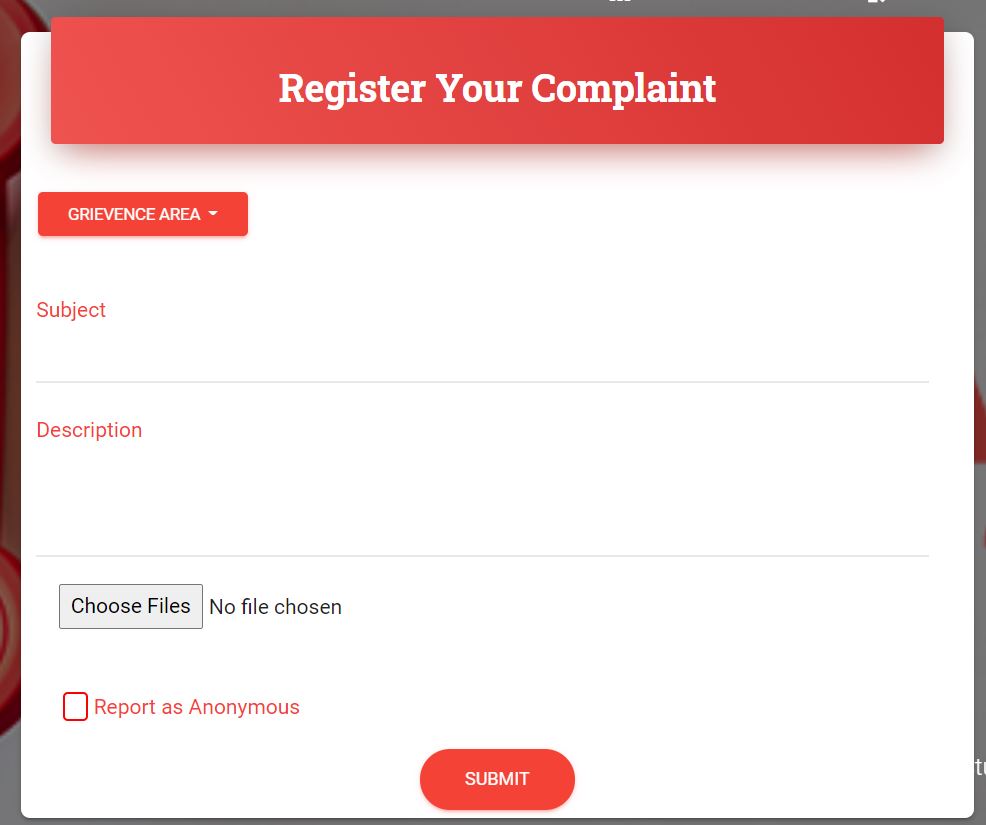 Register Your Complaint
GRIEVENCE AREA
Subject
Description
Choose Files No file chosen
Report as Anonymous
SUBMIT